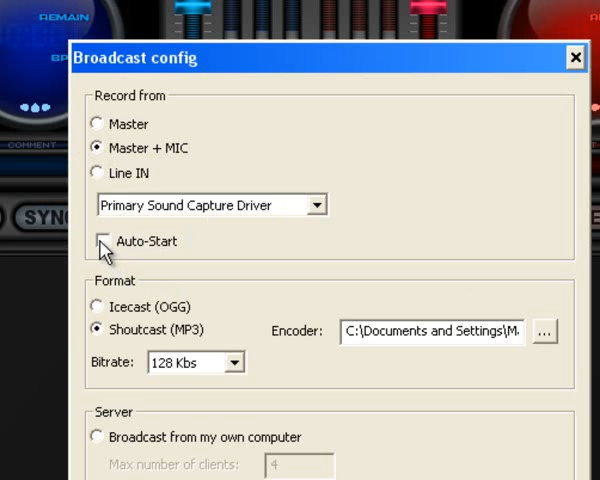 REMAIN
Broadcast config
Record from
Master
Master + MIC
Line IN
Primary Sound Capture Driver
COMMENT
SYN
Auto-Start
Format
Icecast (OGG)
Shoutcast (MP3)
Encoder: C:\Documents and Settings\M
...
Bitrate: 128 Kbs
Server
Broadcast from my own computer
Max number of clients: 4